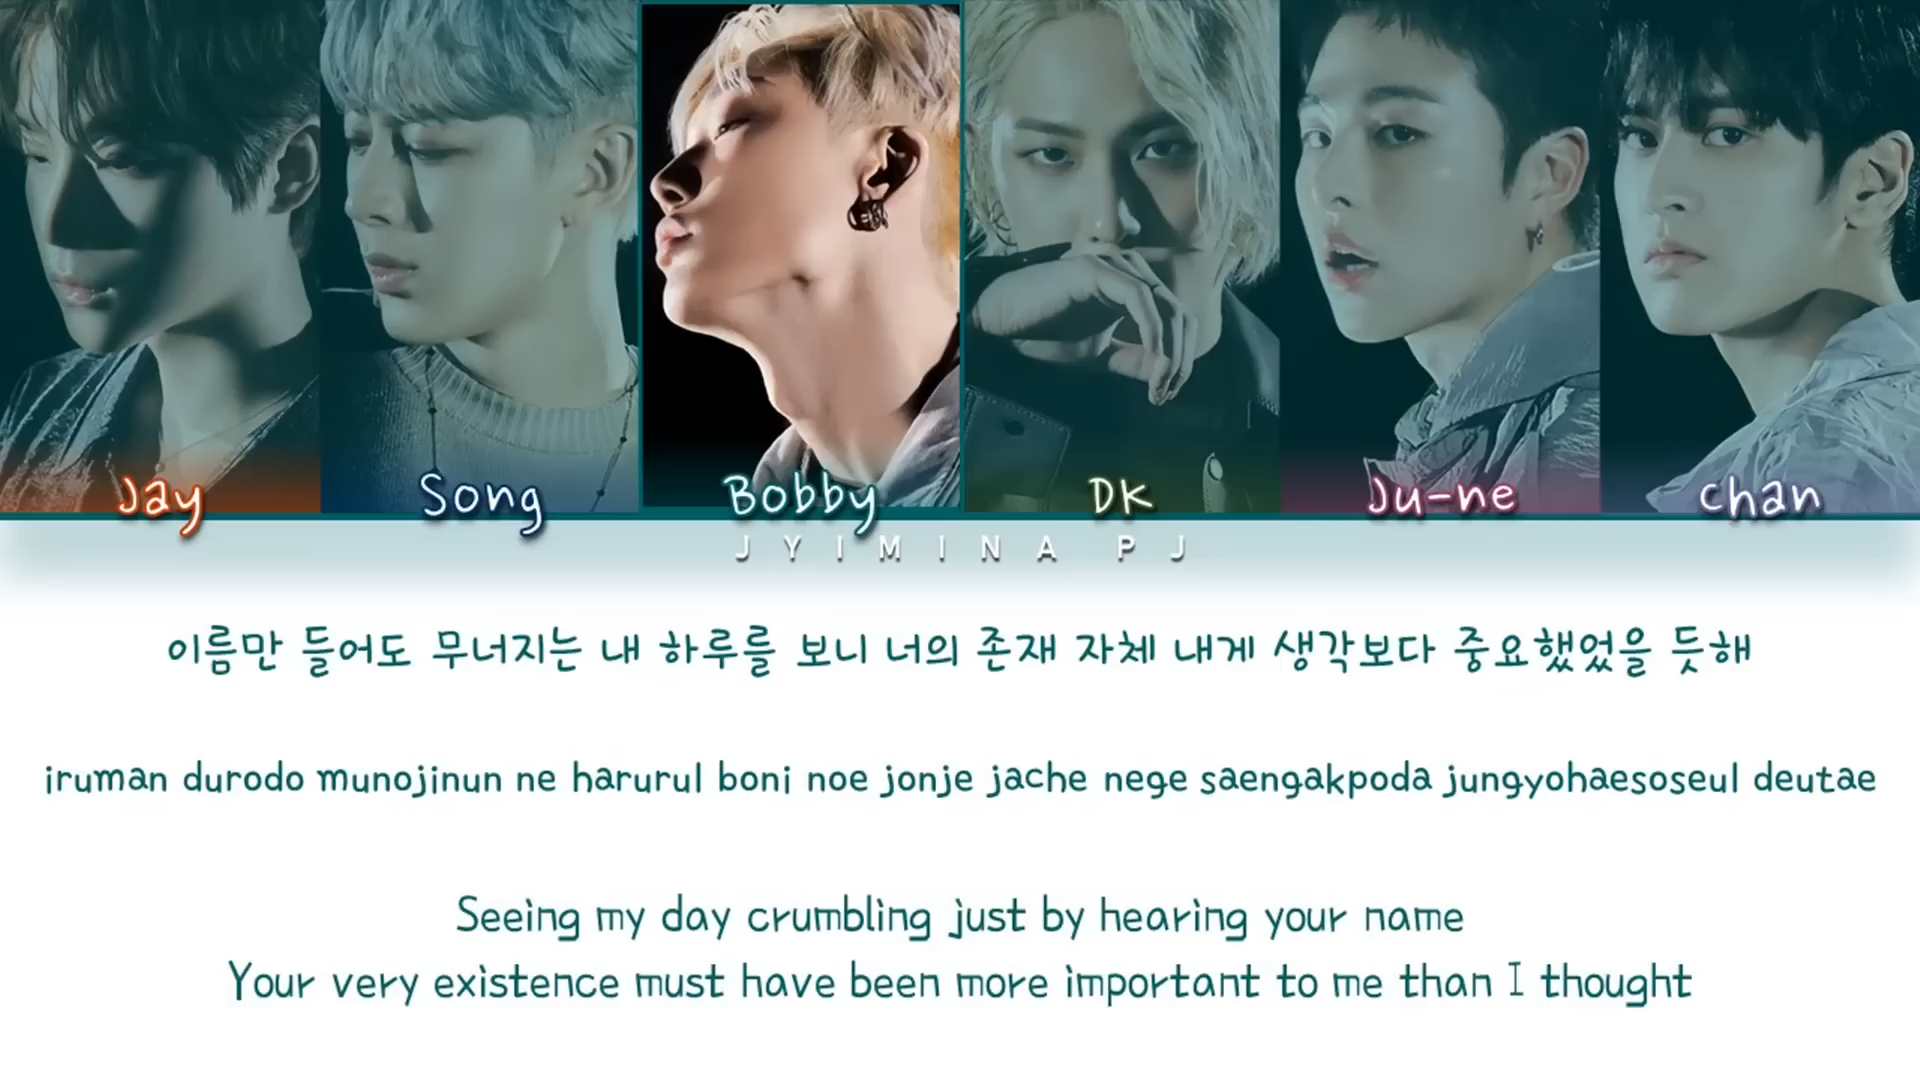 Jay Song Bobby DK Ju-ne Chan
JYIMINA PJ
이름만 들어도 무너지는 내 하루를 보니 너의 존재 자체 내게 생각보다 중요했었을 듯해
iruman durodo munojinun ne harurul boni noe jonje jache nege saengakpoda jungyohaesoseul deutae
Seeing my day crumbling just by hearing your name
Your very existence must have been more important to me than I thought